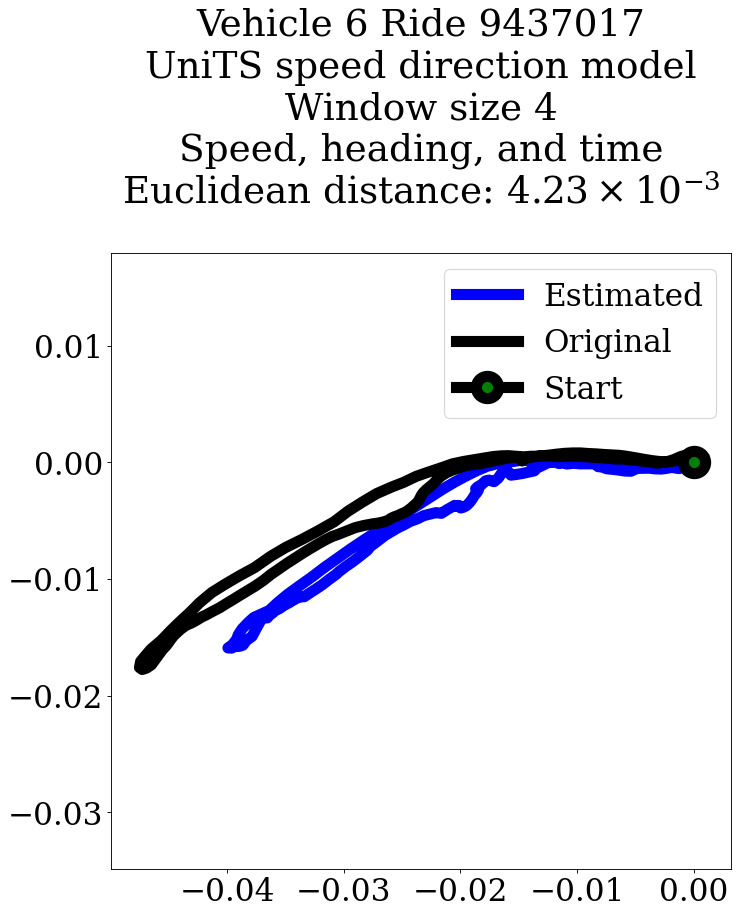 Vehicle 6 Ride 9437017
UniTS speed direction model
Window size 4
Speed, heading, and time
Euclidean distance: 4.23 × 10⁻³
Estimated
Original
Start
0.01
0.00
−0.01
−0.02
−0.03
−0.04 −0.03 −0.02 −0.01 0.00